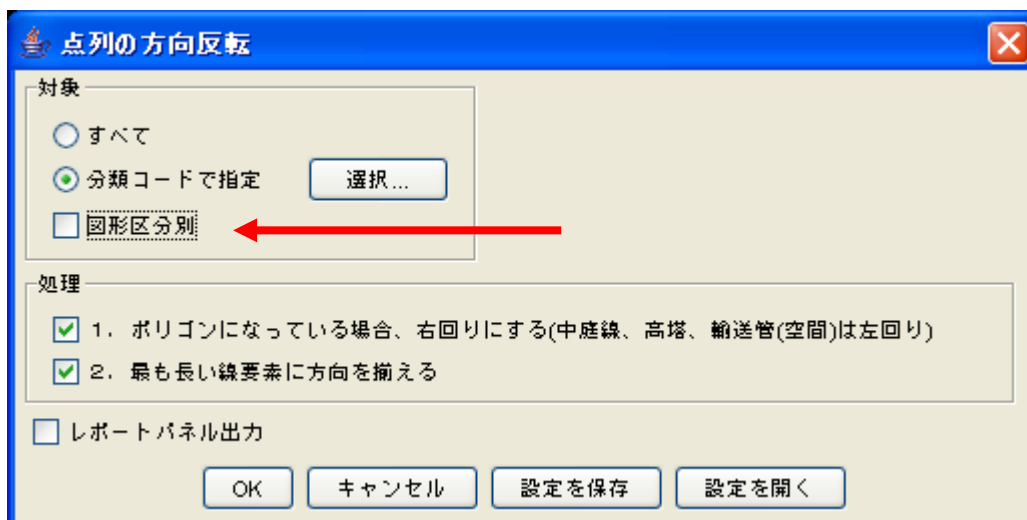 点列の方向反転
対象
すべて
分類コードで指定 選択...
図形区分別
処理
1. ポリゴンになっている場合、右回りにする(中庭線、高塔、輸送管(空間)は左回り)
2. 最も長い線要素に方向を揃える
レポートパネル出力
OK キャンセル 設定を保存 設定を開く